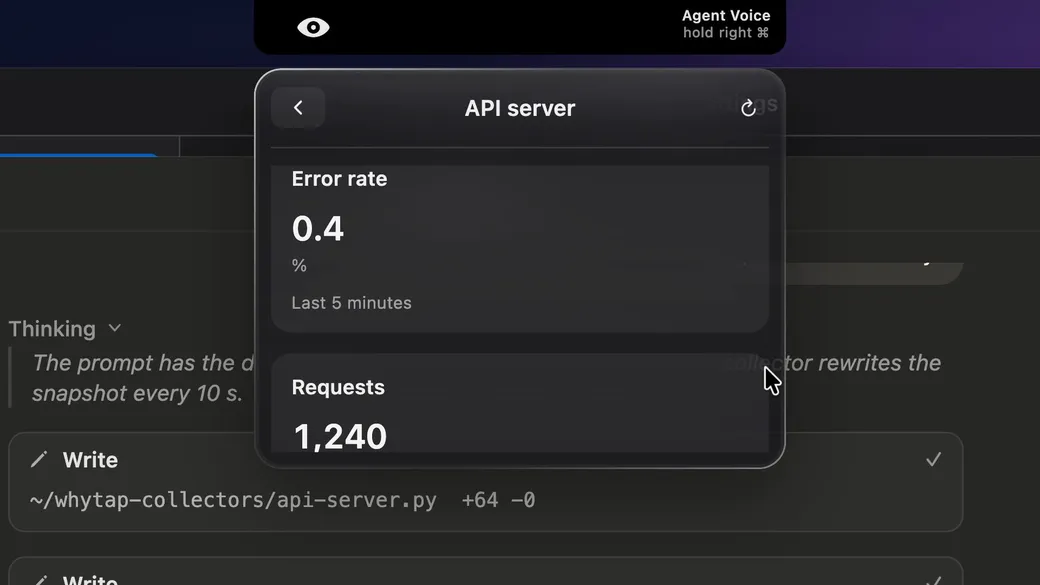 Agent Voice
hold right ⌘
API server
Error rate
0.4
%
Last 5 minutes
Requests
1,240
Thinking
The prompt has the
collector rewrites the
snapshot every 10 s.
Write
~/whytap-collectors/api-server.py +64 -0
Write